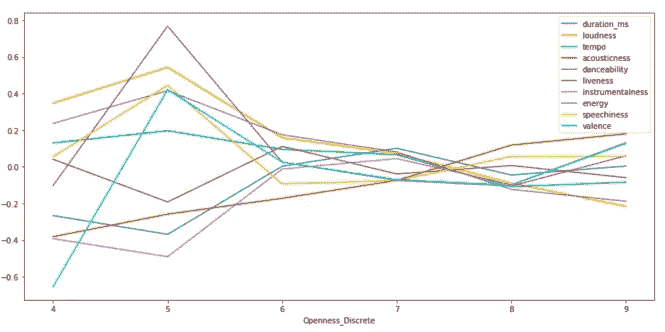 0.8
0.6
0.4
0.2
0.0
−0.2
−0.4
−0.6
4 5 6 7 8 9
Openness_Discrete
duration_ms
loudness
tempo
acousticness
danceability
liveness
instrumentalness
energy
speechiness
valence